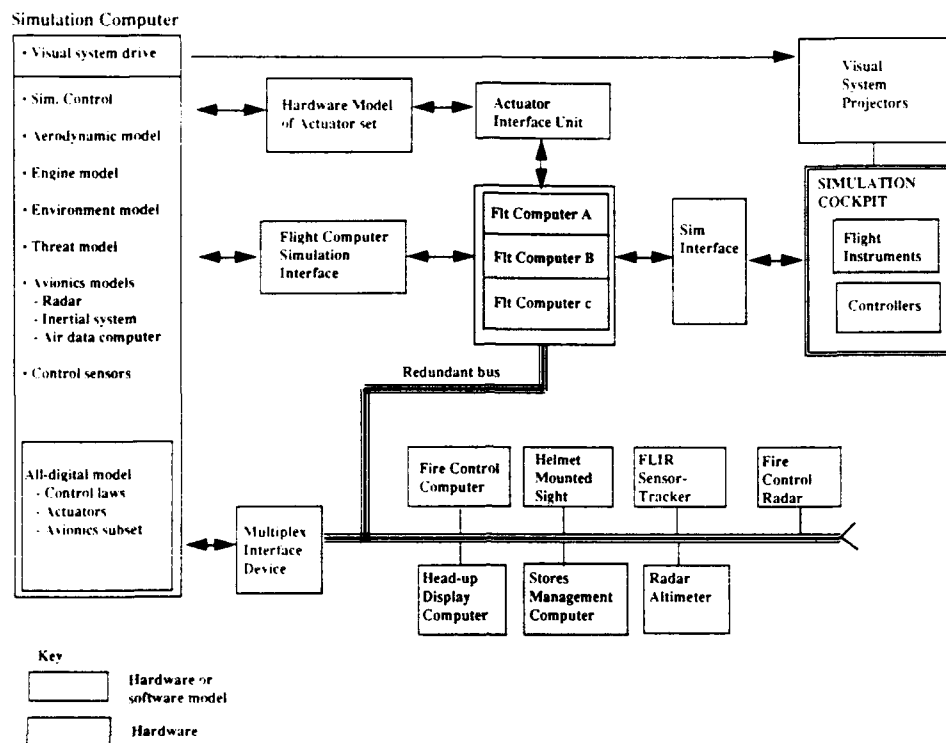 Simulation Computer
· Visual system drive
· Sim. Control
· Aerodynamic model
· Engine model
· Environment model
· Threat model
· Avionics models
- Radar
- Inertial system
- Air data computer
· Control sensors
All-digital model
- Control laws
- Actuators
- Avionics subset
Hardware Model
of Actuator set
Actuator
Interface Unit
Visual
System
Projectors
Flight Computer
Simulation
Interface
Flt Computer A
Flt Computer B
Flt Computer c
Sim
Interface
SIMULATION
COCKPIT
Flight
Instruments
Controllers
Redundant bus
Multiplex
Interface
Device
Fire Control
Computer
Helmet
Mounted
Sight
FLIR
Sensor-
Tracker
Fire
Control
Radar
Head-up
Display
Computer
Stores
Management
Computer
Radar
Altimeter
Key
Hardware or
software model
Hardware